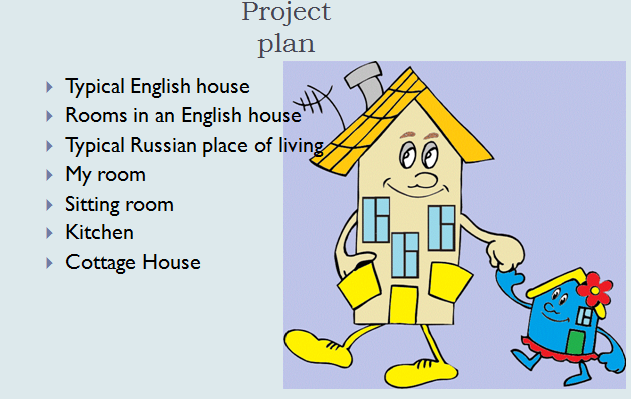 Project
plan
Typical English house
Rooms in an English house
Typical Russian place of living
My room
Sitting room
Kitchen
Cottage House